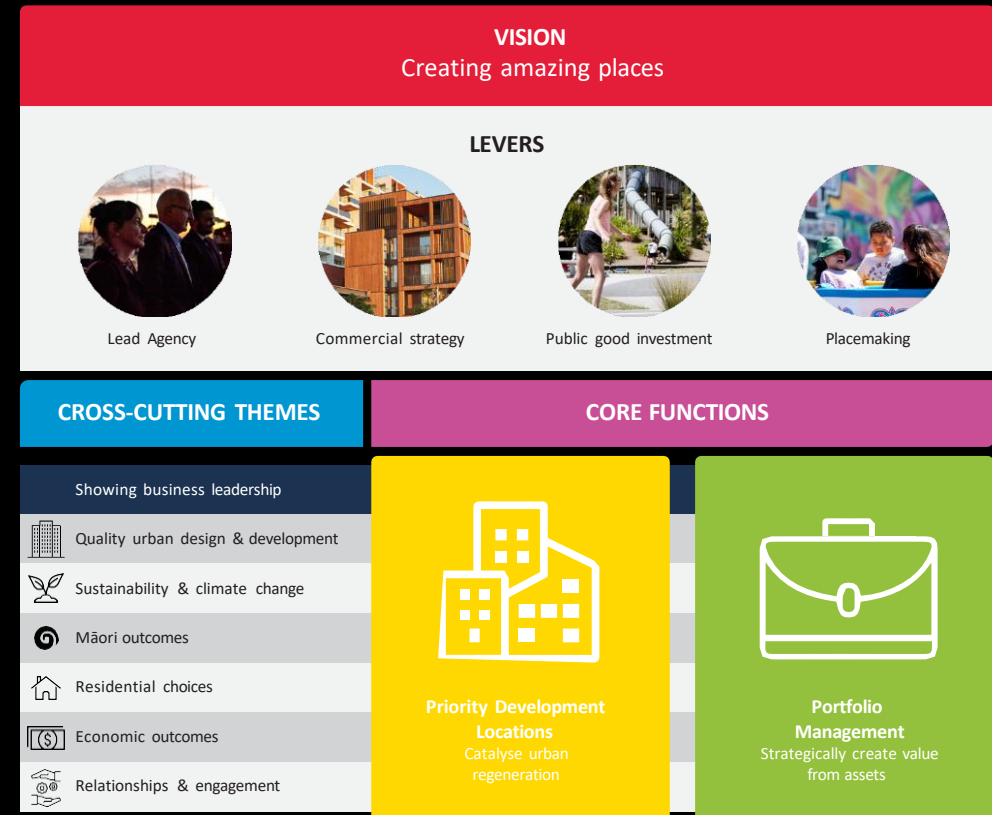 VISION
Creating amazing places
LEVERS
Lead Agency
Commercial strategy
Public good investment
Placemaking
CROSS-CUTTING THEMES
CORE FUNCTIONS
Showing business leadership
Quality urban design & development
Sustainability & climate change
Māori outcomes
Residential choices
Economic outcomes
Relationships & engagement
Priority Development
Locations
Catalyse urban
regeneration
Portfolio
Management
Strategically create value
from assets